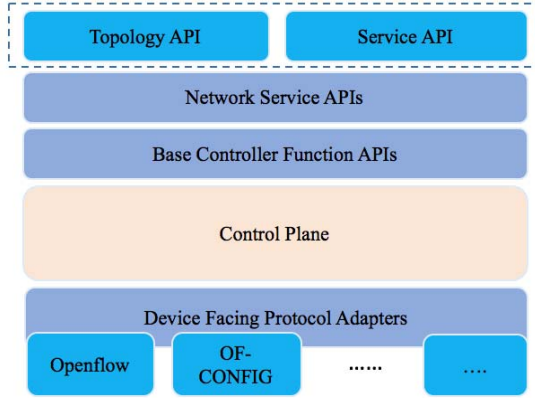 Topology API
Service API
Network Service APIs
Base Controller Function APIs
Control Plane
Device Facing Protocol Adapters
Openflow
OF-
CONFIG
......
....